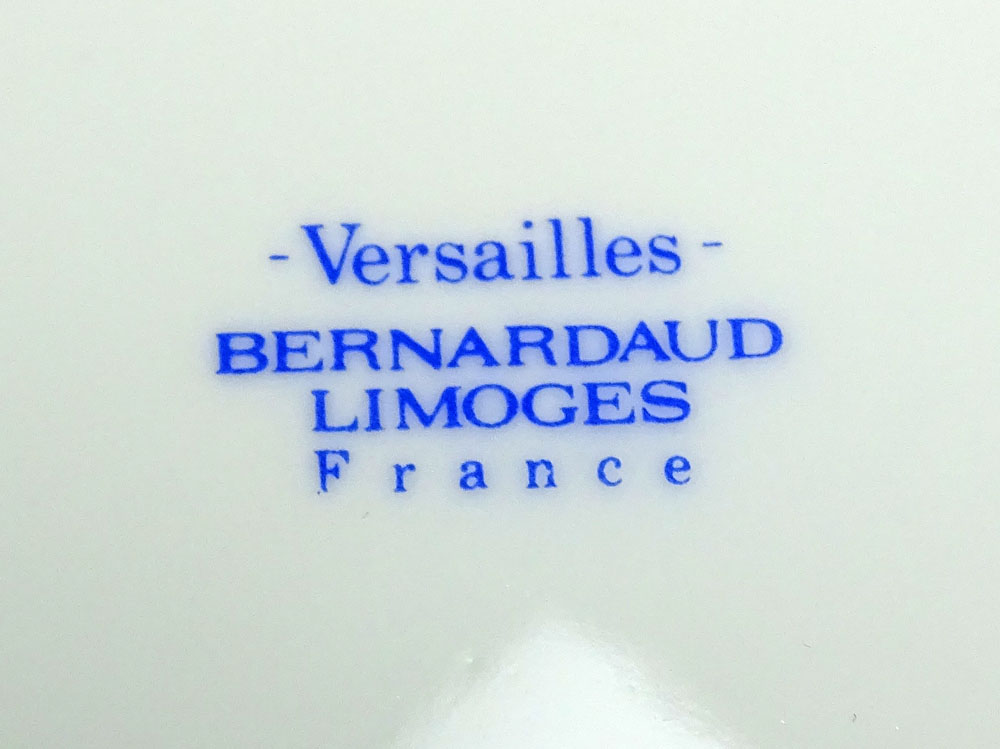 - Versailles -
BERNARDAUD
LIMOGES
France